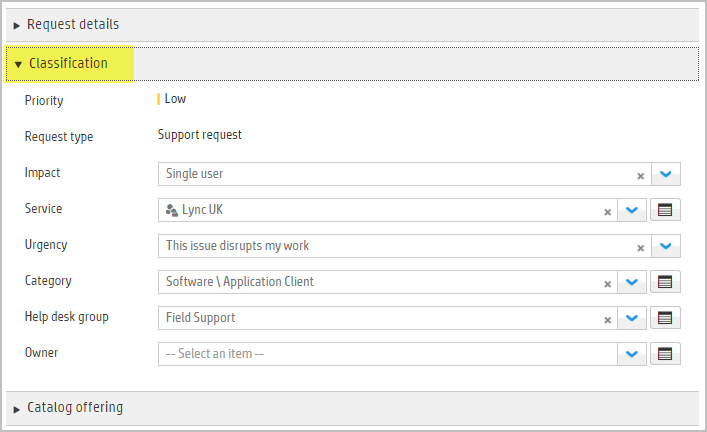 Request details
Classification
Priority Low
Request type Support request
Impact Single user
Service Lync UK
Urgency This issue disrupts my work
Category Software \ Application Client
Help desk group Field Support
Owner -- Select an item --
Catalog offering